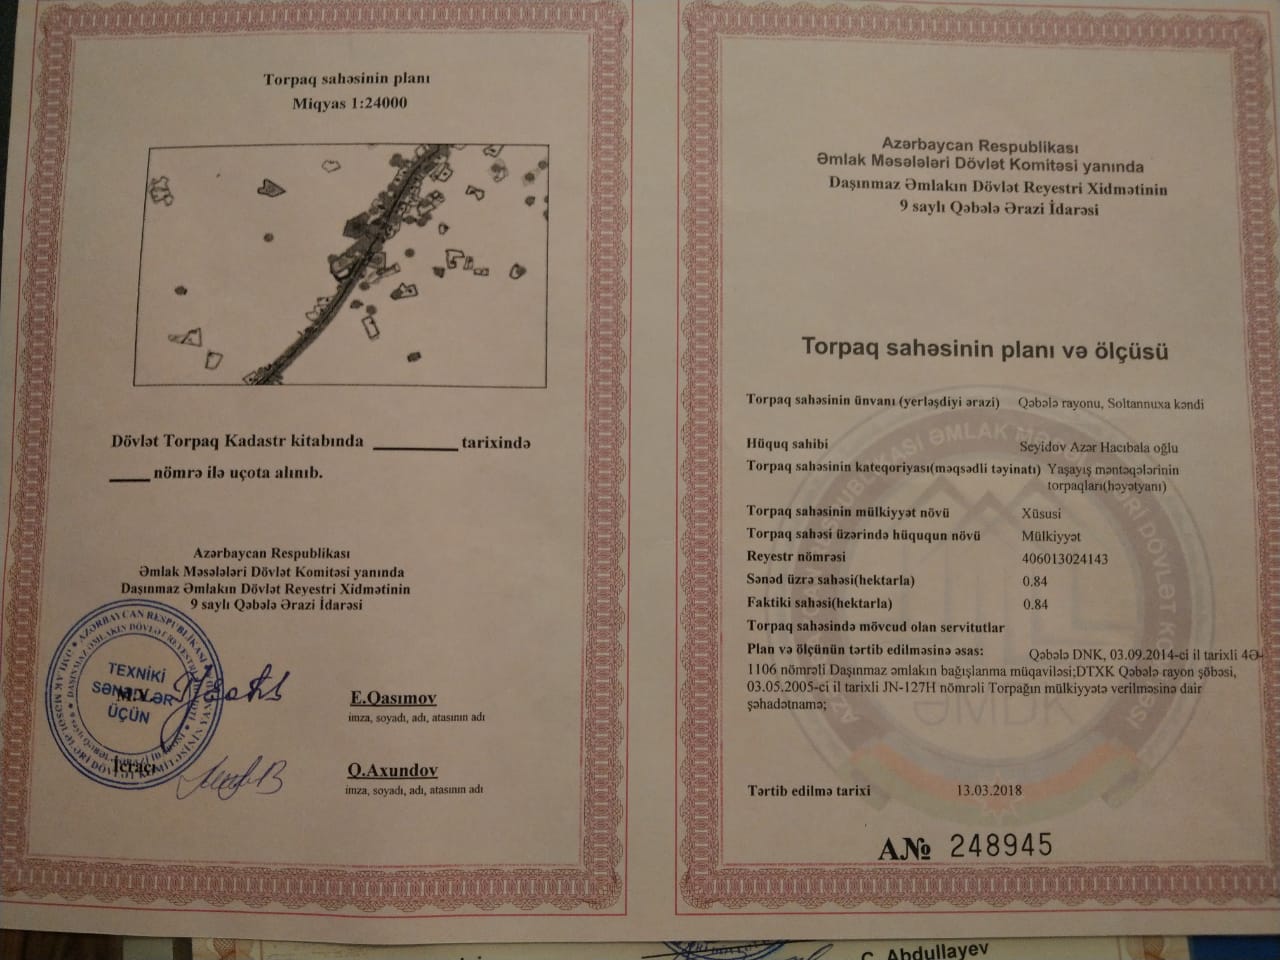 Torpaq sahəsinin planı
Miqyas 1:24000
Dövlət Torpaq Kadastr kitabında ________ tarixində
____ nömrə ilə uçota alınıb.
Azərbaycan Respublikası
Əmlak Məsələləri Dövlət Komitəsi yanında
Daşınmaz Əmlakın Dövlət Reyestri Xidmətinin
9 saylı Qəbələ Ərazi İdarəsi
TEXNİKİ
SƏNƏDLƏR
ÜÇÜN
M.Y.
E.Qasımov
imza, soyadı, adı, atasının adı
İcraçı
Q.Axundov
imza, soyadı, adı, atasının adı
Azərbaycan Respublikası
Əmlak Məsələləri Dövlət Komitəsi yanında
Daşınmaz Əmlakın Dövlət Reyestri Xidmətinin
9 saylı Qəbələ Ərazi İdarəsi
Torpaq sahəsinin planı və ölçüsü
Torpaq sahəsinin ünvanı (yerləşdiyi ərazi) Qəbələ rayonu, Soltannuxa kəndi
Hüquq sahibi Seyidov Azər Hacıbala oğlu
Torpaq sahəsinin kateqoriyası(məqsədli təyinatı) Yaşayış məntəqələrinin
torpaqları(həyətyanı)
Torpaq sahəsinin mülkiyyət növü Xüsusi
Torpaq sahəsi üzərində hüququn növü Mülkiyyət
Reyestr nömrəsi 406013024143
Sənəd üzrə sahəsi(hektarla) 0.84
Faktiki sahəsi(hektarla) 0.84
Torpaq sahəsində mövcud olan servitutlar
Plan və ölçünün tərtib edilməsinə əsas: Qəbələ DNK, 03.09.2014-ci il tarixli 4Ə-
1106 nömrəli Daşınmaz əmlakın bağışlanma müqaviləsi;DTXK Qəbələ rayon şöbəsi,
03.05.2005-ci il tarixli JN-127H nömrəli Torpağın mülkiyyətə verilməsinə dair
şəhadətnamə;
ƏMDK
Tərtib edilmə tarixi 13.03.2018
A№ 248945
C. Abdullayev